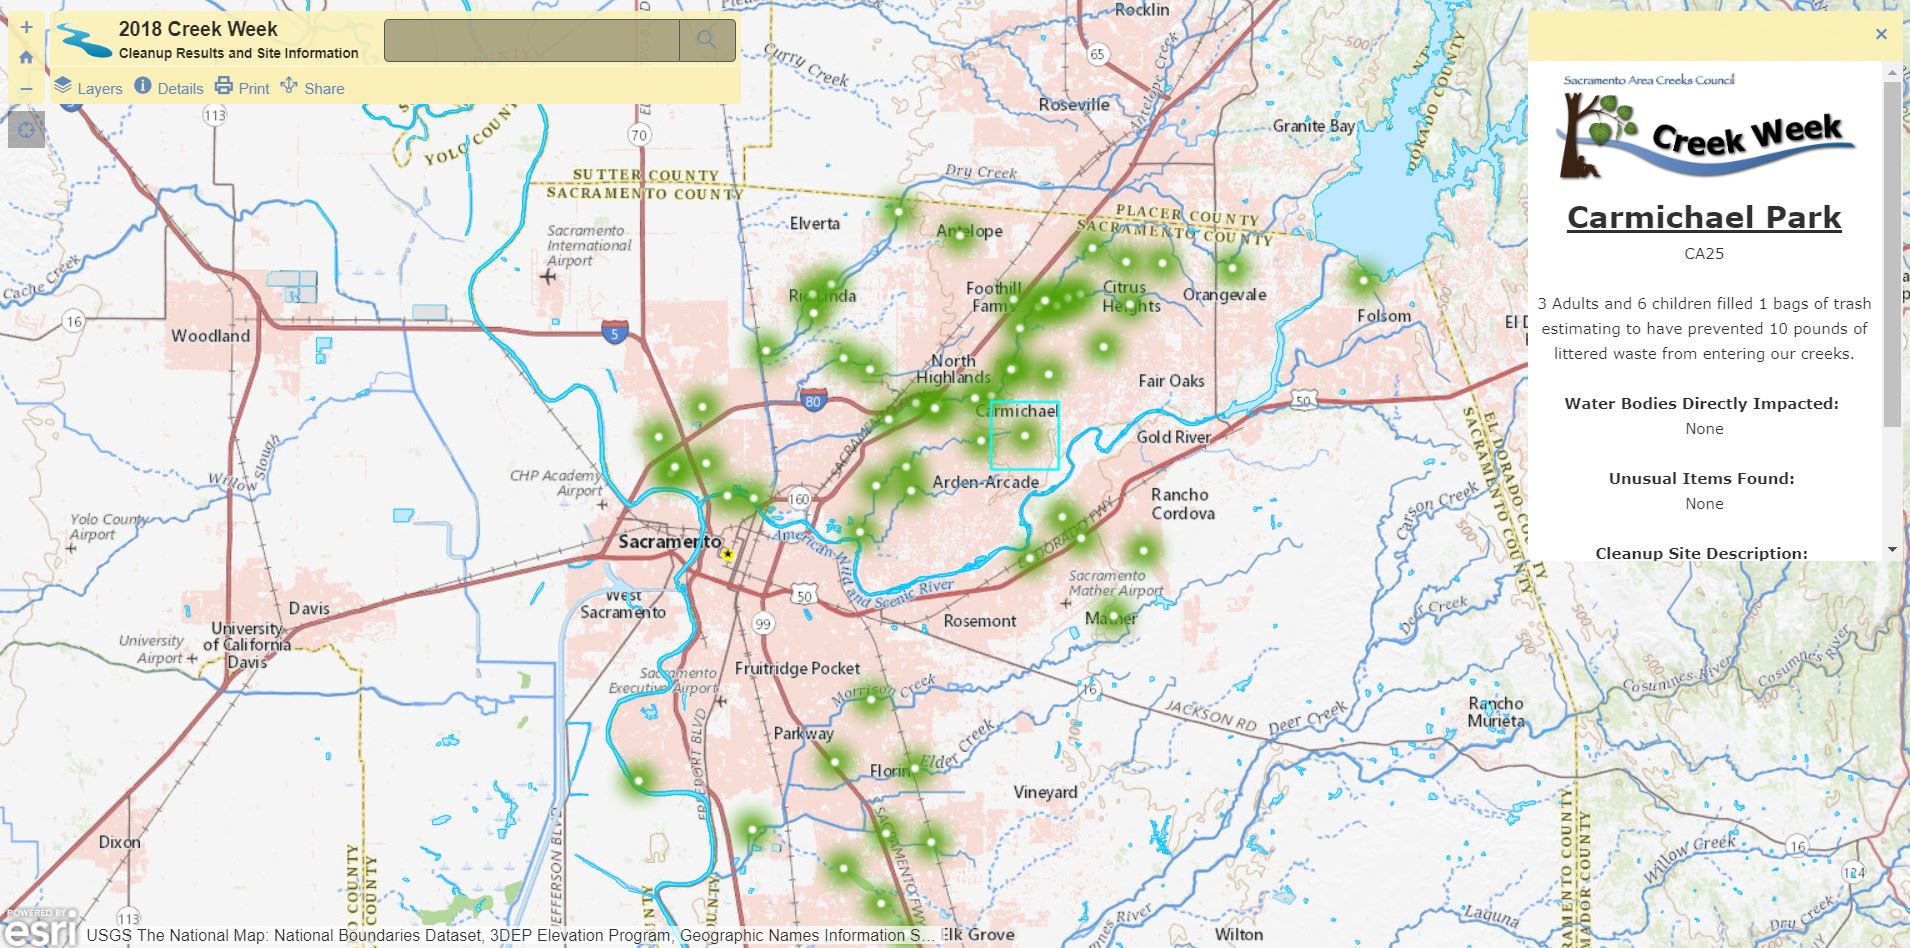 2018 Creek Week
Cleanup Results and Site Information
Layers
Details
Print
Share
Sacramento Area Creeks Council
Creek Week
Carmichael Park
CA25
3 Adults and 6 children filled 1 bags of trash
estimating to have prevented 10 pounds of
littered waste from entering our creeks.
Water Bodies Directly Impacted:
None
Unusual Items Found:
None
Cleanup Site Description:
Rocklin
65
Curry Creek
Roseville
Antelope Creek
Granite Bay
113
70
YOLO COUNTY
SUTTER COUNTY
SACRAMENTO COUNTY
Dry Creek
PLACER COUNTY
SACRAMENTO COUNTY
Elverta
Antelope
Sacramento
International
Airport
Cache Creek
16
Woodland
5
Rio Linda
Foothill
Farms
Citrus
Heights
Orangevale
Folsom
North
Highlands
Fair Oaks
80
50
Carmichael
Gold River
Willow Slough
CHP Academy
Airport
160
Arden-Arcade
Rancho
Cordova
Carson Creek
EL DORADO COUNTY
SACRAMENTO COUNTY
Yolo County
Airport
Sacramento
American Wild and Scenic River
EL DORADO FWY
Sacramento
Mather Airport
Mather
West
Sacramento
50
99
Rosemont
Deer Creek
Davis
University
of California
Davis
University
Airport
Fruitridge Pocket
Sacramento
Executive Airport
Morrison Creek
16
JACKSON RD
Deer Creek
Cosumnes River
Cosumnes River
Rancho
Murieta
FREEPORT BLVD
Parkway
Florin
Elder Creek
Vineyard
Dixon
JEFFERSON BLVD
SACRAMENTO FWY
Willow Creek
16
124
113
Laguna
Dry Creek
Elk Grove
Wilton
SACRAMENTO COUNTY
AMADOR COUNTY
POWERED BY
esri
USGS The National Map: National Boundaries Dataset, 3DEP Elevation Program, Geographic Names Information S...